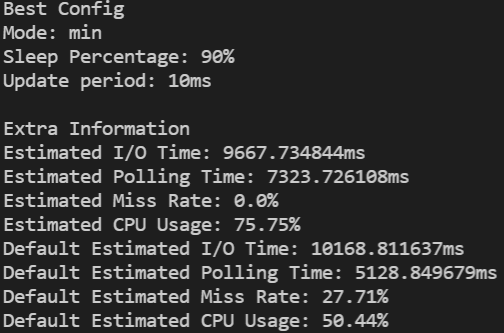 Best Config
Mode: min
Sleep Percentage: 90%
Update period: 10ms
Extra Information
Estimated I/O Time: 9667.734844ms
Estimated Polling Time: 7323.726108ms
Estimated Miss Rate: 0.0%
Estimated CPU Usage: 75.75%
Default Estimated I/O Time: 10168.811637ms
Default Estimated Polling Time: 5128.849679ms
Default Estimated Miss Rate: 27.71%
Default Estimated CPU Usage: 50.44%